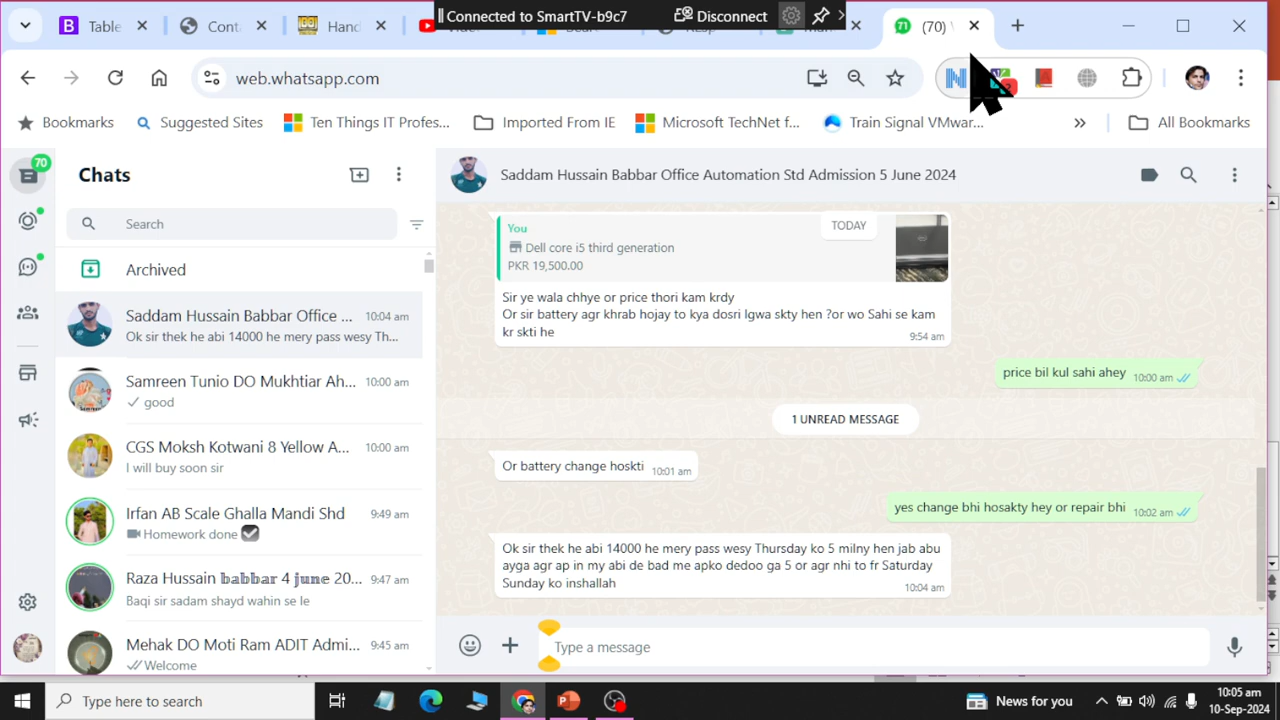 Connected to SmartTV-b9c7
Disconnect
Table
Cont
Hand
(70)
web.whatsapp.com
Bookmarks
Suggested Sites
Ten Things IT Profes...
Imported From IE
Microsoft TechNet f...
Train Signal VMwar...
All Bookmarks
70
Chats
Search
Archived
Saddam Hussain Babbar Office ...
10:04 am
Ok sir thek he abi 14000 he mery pass wesy Th...
Samreen Tunio DO Mukhtiar Ah...
10:00 am
good
CGS Moksh Kotwani 8 Yellow A...
10:00 am
I will buy soon sir
Irfan AB Scale Ghalla Mandi Shd
9:49 am
Homework done
Raza Hussain 𝕓𝕒𝕓𝕓𝕒𝕣 4 𝕛𝕦𝕟𝕖 20...
9:47 am
Baqi sir sadam shayd wahin se le
Mehak DO Moti Ram ADIT Admi...
9:45 am
Welcome
Saddam Hussain Babbar Office Automation Std Admission 5 June 2024
TODAY
You
Dell core i5 third generation
PKR 19,500.00
Sir ye wala chhye or price thori kam krdy
Or sir battery agr khrab hojay to kya dosri lgwa skty hen ?or wo Sahi se kam
kr skti he
9:54 am
price bil kul sahi ahey
10:00 am
1 UNREAD MESSAGE
Or battery change hoskti
10:01 am
yes change bhi hosakty hey or repair bhi
10:02 am
Ok sir thek he abi 14000 he mery pass wesy Thursday ko 5 milny hen jab abu
ayga agr ap in my abi de bad me apko dedoo ga 5 or agr nhi to fr Saturday
Sunday ko inshallah
10:04 am
Type a message
Type here to search
News for you
10:05 am
10-Sep-2024